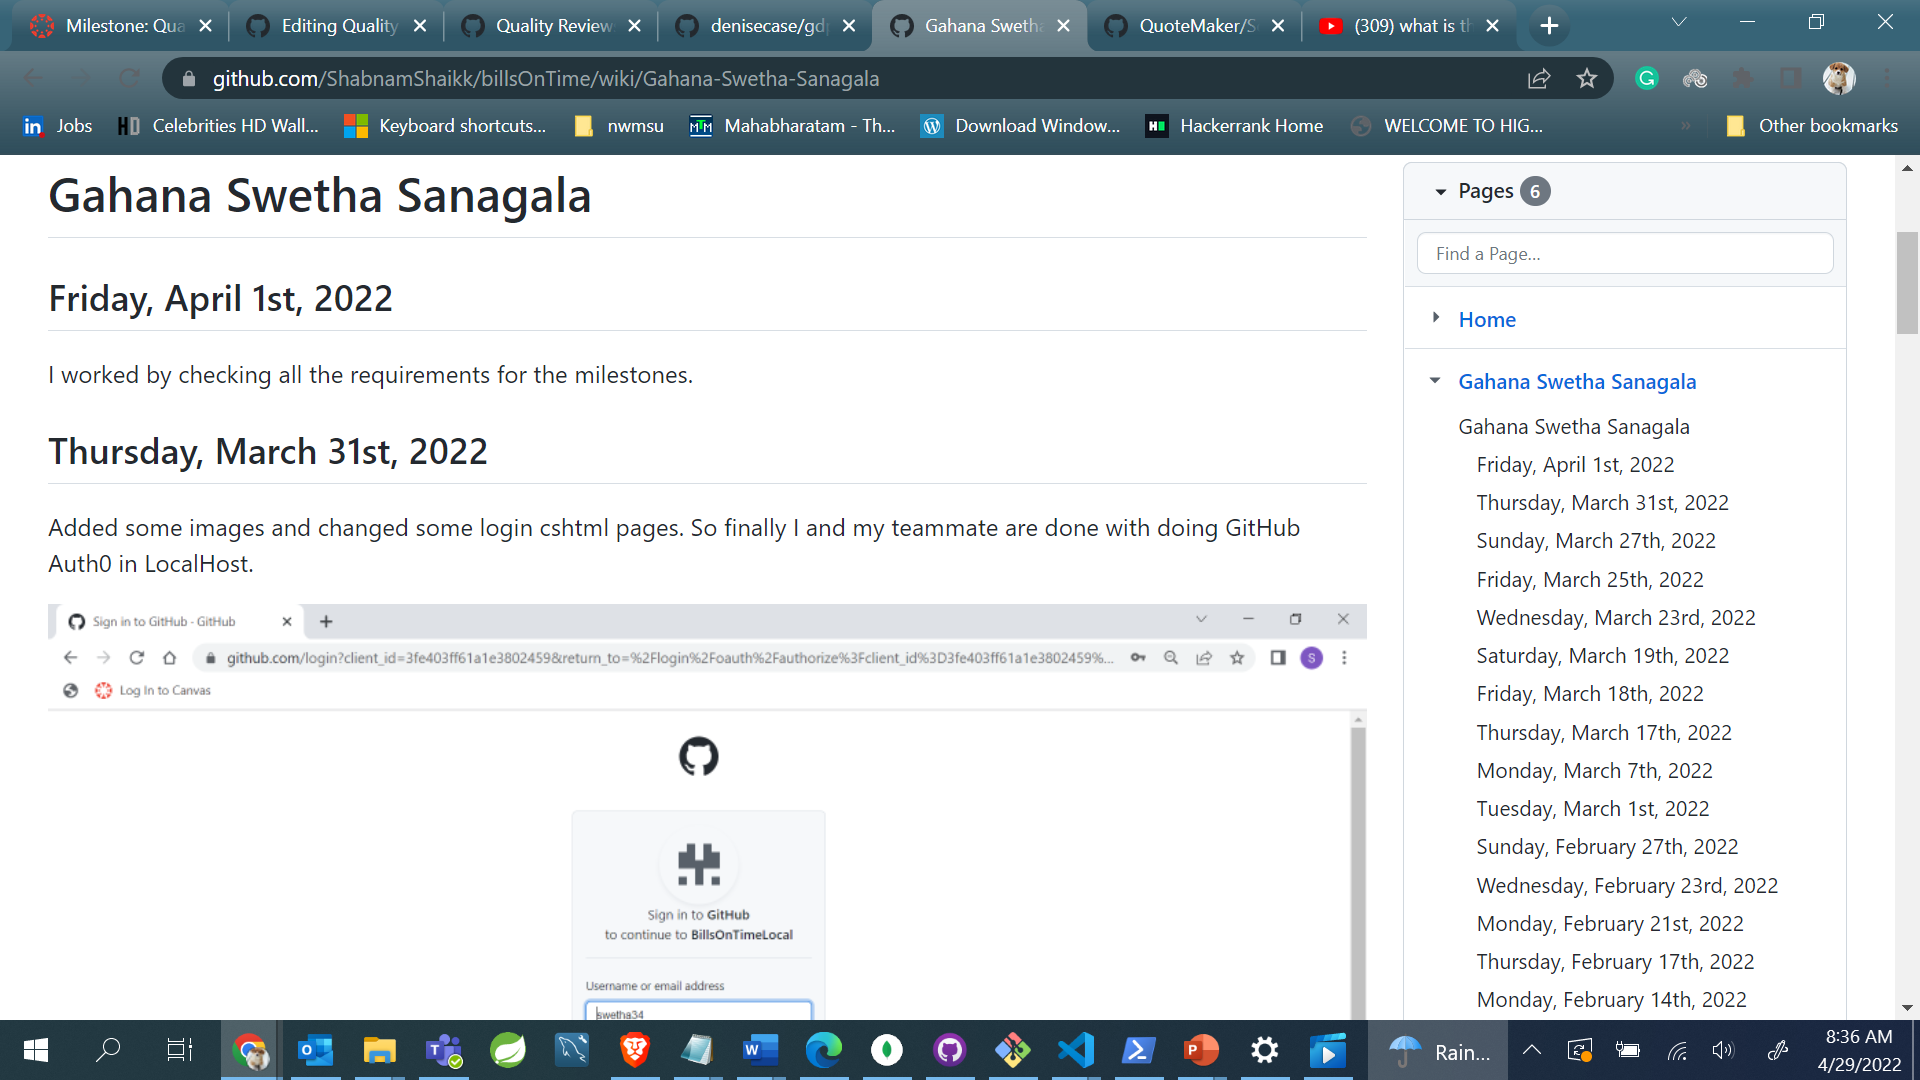 Milestone: Qua
Editing Quality
Quality Review
denisecase/gdp
Gahana Swetha
QuoteMaker/S
(309) what is th
github.com/ShabnamShaikk/billsOnTime/wiki/Gahana-Swetha-Sanagala
Jobs
HD Celebrities HD Wall...
Keyboard shortcuts...
nwmsu
MTM Mahabharatam - Th...
Download Window...
Hackerrank Home
WELCOME TO HIG...
Other bookmarks
Gahana Swetha Sanagala
Friday, April 1st, 2022
I worked by checking all the requirements for the milestones.
Thursday, March 31st, 2022
Added some images and changed some login cshtml pages. So finally I and my teammate are done with doing GitHub
Auth0 in LocalHost.
Sign in to GitHub · GitHub
github.com/login?client_id=3fe403ff61a1e3802459&return_to=%2Flogin%2Foauth%2Fauthorize%3Fclient_id%3D3fe403ff61a1e3802459%...
S
Log In to Canvas
Sign in to GitHub
to continue to BillsOnTimeLocal
Username or email address
swetha34
Pages 6
Find a Page...
Home
Gahana Swetha Sanagala
Gahana Swetha Sanagala
Friday, April 1st, 2022
Thursday, March 31st, 2022
Sunday, March 27th, 2022
Friday, March 25th, 2022
Wednesday, March 23rd, 2022
Saturday, March 19th, 2022
Friday, March 18th, 2022
Thursday, March 17th, 2022
Monday, March 7th, 2022
Tuesday, March 1st, 2022
Sunday, February 27th, 2022
Wednesday, February 23rd, 2022
Monday, February 21st, 2022
Thursday, February 17th, 2022
Monday, February 14th, 2022
Rain...
8:36 AM
4/29/2022